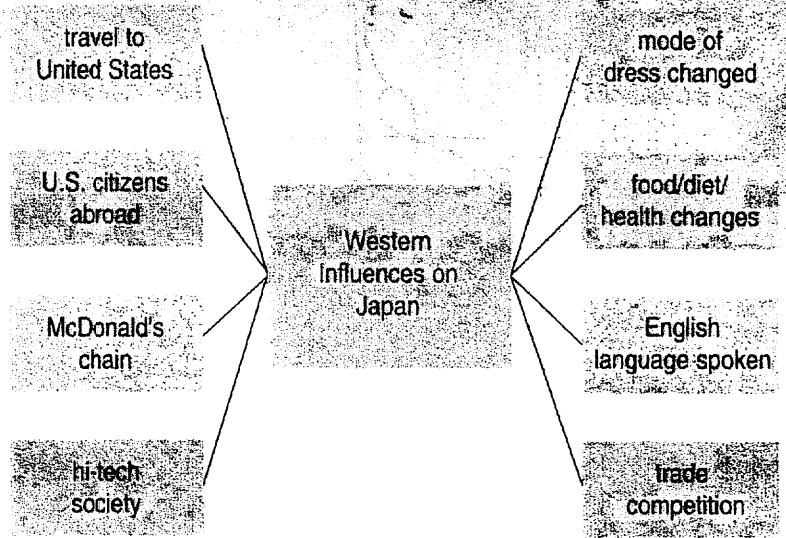 travel to
United States
U.S. citizens
abroad
McDonald's
chain
hi-tech
society
Western
Influences on
Japan
mode of
dress changed
food/diet/
health changes
English
language spoken
trade
competition